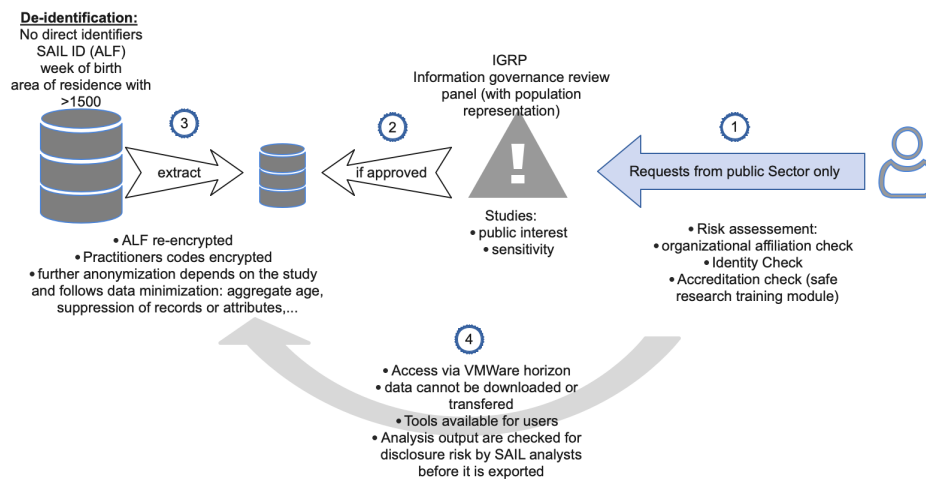 De-identification:
No direct identifiers
SAIL ID (ALF)
week of birth
area of residence with
>1500
3
extract
2
if approved
IGRP
Information governance review
panel (with population
representation)
!
Studies:
• public interest
• sensitivity
1
Requests from public Sector only
• Risk assessement:
• organizational affiliation check
• Identity Check
• Accreditation check (safe
research training module)
• ALF re-encrypted
• Practitioners codes encrypted
• further anonymization depends on the study
and follows data minimization: aggregate age,
suppression of records or attributes,...
4
• Access via VMWare horizon
• data cannot be downloaded or
transfered
• Tools available for users
• Analysis output are checked for
disclosure risk by SAIL analysts
before it is exported